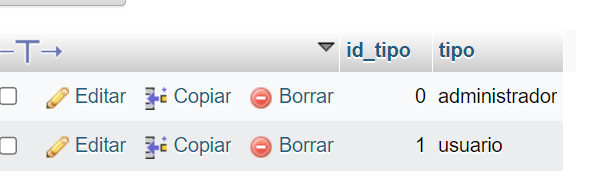 id_tipo tipo
Editar Copiar Borrar 0 administrador
Editar Copiar Borrar 1 usuario